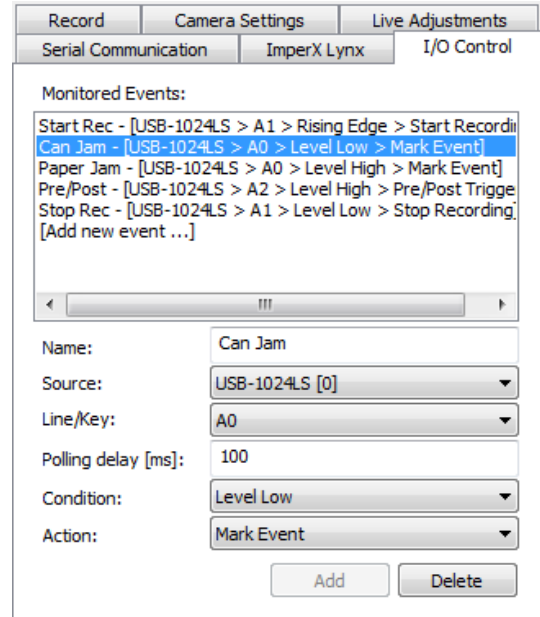 Record Camera Settings Live Adjustments
Serial Communication ImperX Lynx I/O Control
Monitored Events:
Start Rec - [USB-1024LS > A1 > Rising Edge > Start Recordin
Can Jam - [USB-1024LS > A0 > Level Low > Mark Event]
Paper Jam - [USB-1024LS > A0 > Level High > Mark Event]
Pre/Post - [USB-1024LS > A2 > Level High > Pre/Post Trigge
Stop Rec - [USB-1024LS > A1 > Level Low > Stop Recording]
[Add new event ...]
Name: Can Jam
Source: USB-1024LS [0]
Line/Key: A0
Polling delay [ms]: 100
Condition: Level Low
Action: Mark Event
Add Delete